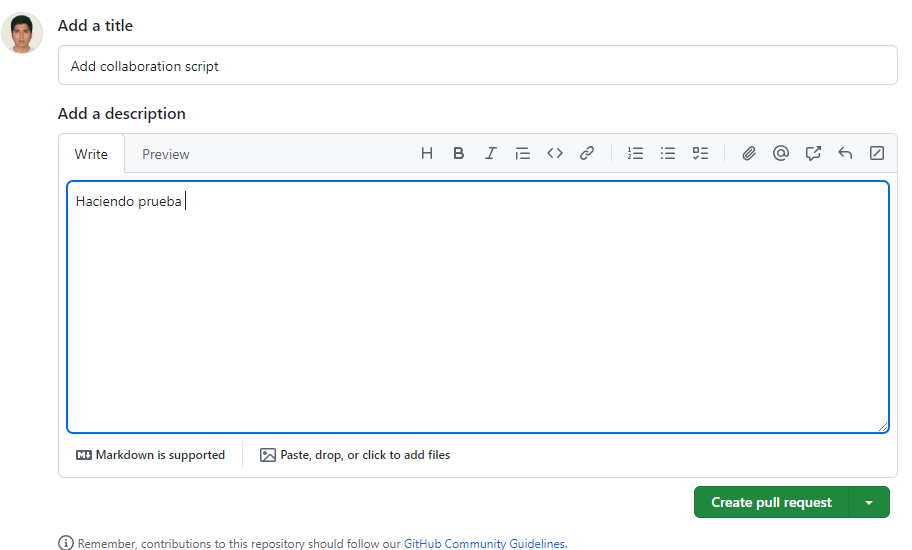 Add a title
Add collaboration script
Add a description
Write Preview
Haciendo prueba
Markdown is supported Paste, drop, or click to add files
Create pull request
Remember, contributions to this repository should follow our GitHub Community Guidelines.